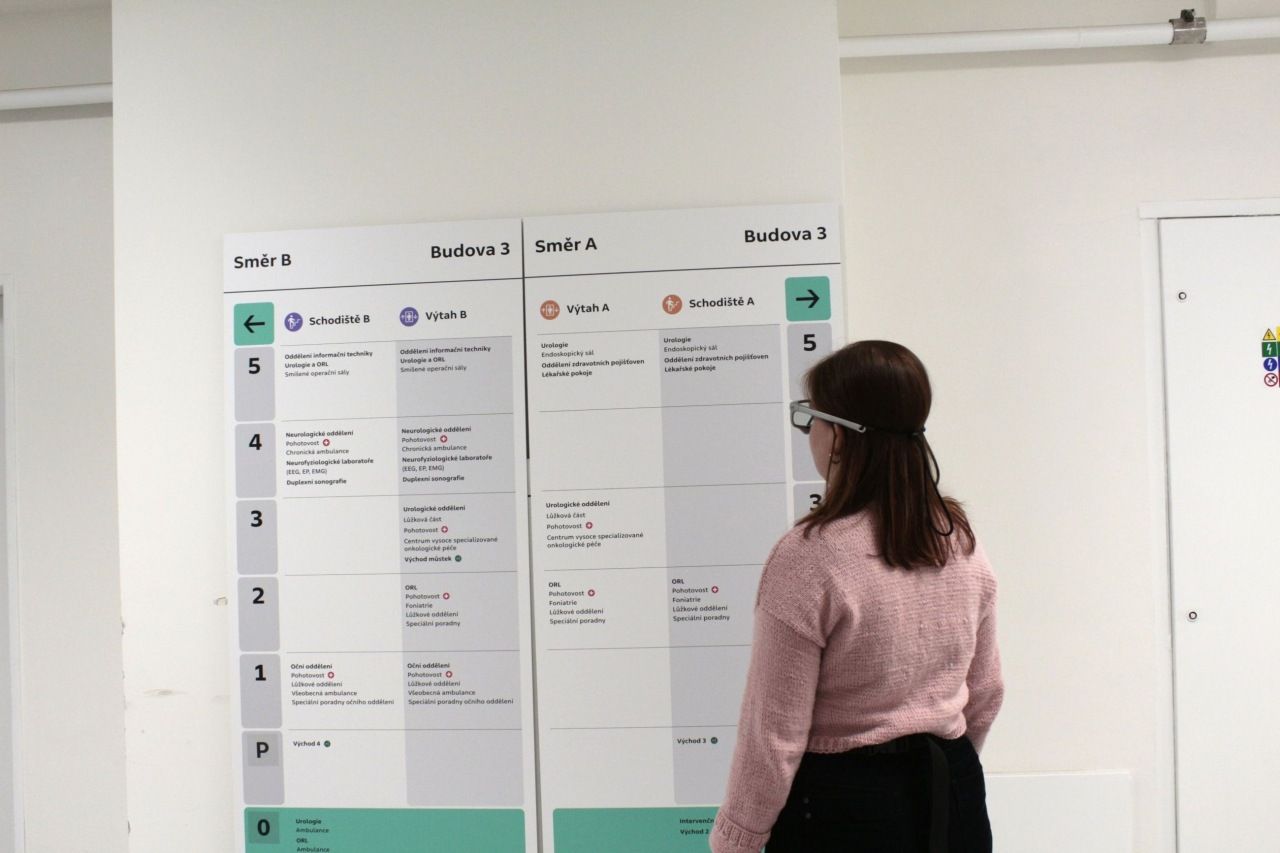 Směr B
Budova 3
Schodiště B
Výtah B
5
Oddělení informační techniky
Urologie a ORL
Smíšené operační sály
Oddělení informační techniky
Urologie a ORL
Smíšené operační sály
4
Neurologické oddělení
Pohotovost
Chronická ambulance
Neurofyziologické laboratoře
(EEG, EP, EMG)
Duplexní sonografie
Neurologické oddělení
Pohotovost
Chronická ambulance
Neurofyziologické laboratoře
(EEG, EP, EMG)
Duplexní sonografie
3
Urologické oddělení
Lůžková část
Pohotovost
Centrum vysoce specializované
onkologické péče
Východ můstek
2
ORL
Pohotovost
Foniatrie
Lůžkové oddělení
Speciální poradny
1
Oční oddělení
Pohotovost
Lůžkové oddělení
Všeobecná ambulance
Speciální poradny očního oddělení
Oční oddělení
Pohotovost
Lůžkové oddělení
Všeobecná ambulance
Speciální poradny očního oddělení
P
Východ 4
0
Urologie
Ambulance
ORL
Ambulance
Směr A
Budova 3
Výtah A
Schodiště A
Urologie
Endoskopický sál
Oddělení zdravotních pojišťoven
Lékařské pokoje
Urologie
Endoskopický sál
Oddělení zdravotních pojišťoven
Lékařské pokoje
5
Urologické oddělení
Lůžková část
Pohotovost
Centrum vysoce specializované
onkologické péče
3
ORL
Pohotovost
Foniatrie
Lůžkové oddělení
Speciální poradny
ORL
Pohotovost
Foniatrie
Lůžkové oddělení
Speciální poradny
Východ 3
Východ 2